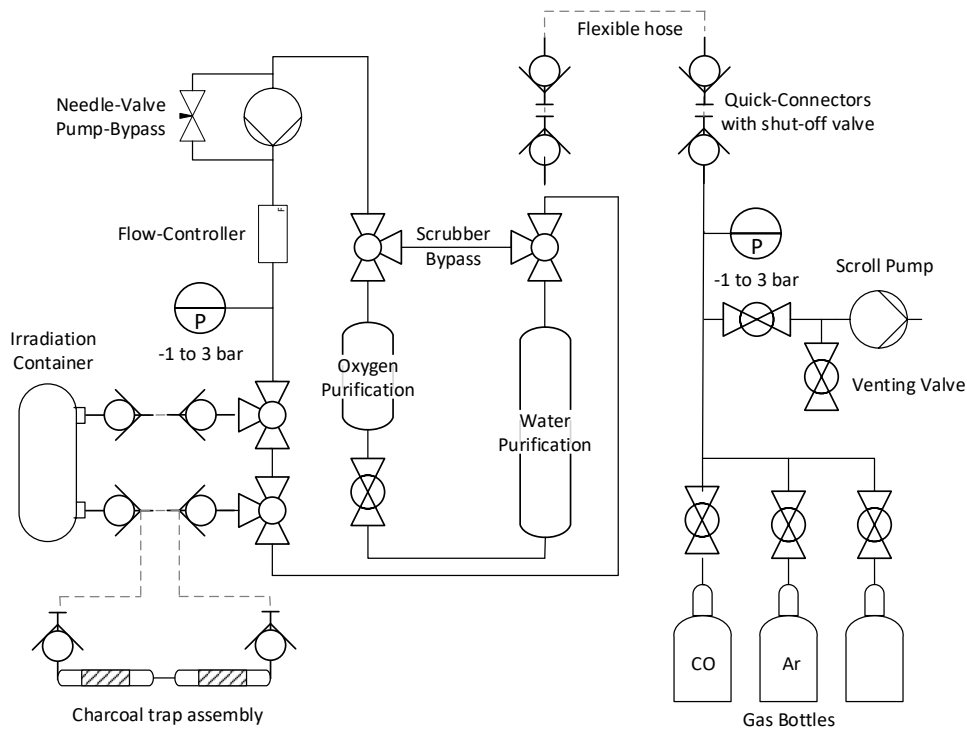 Flexible hose
Needle-Valve
Pump-Bypass
Quick-Connectors
with shut-off valve
F
Flow-Controller
Scrubber
Bypass
P
-1 to 3 bar
Scroll Pump
P
-1 to 3 bar
Irradiation
Container
Oxygen
Purification
Venting Valve
Water
Purification
CO
Ar
Charcoal trap assembly
Gas Bottles